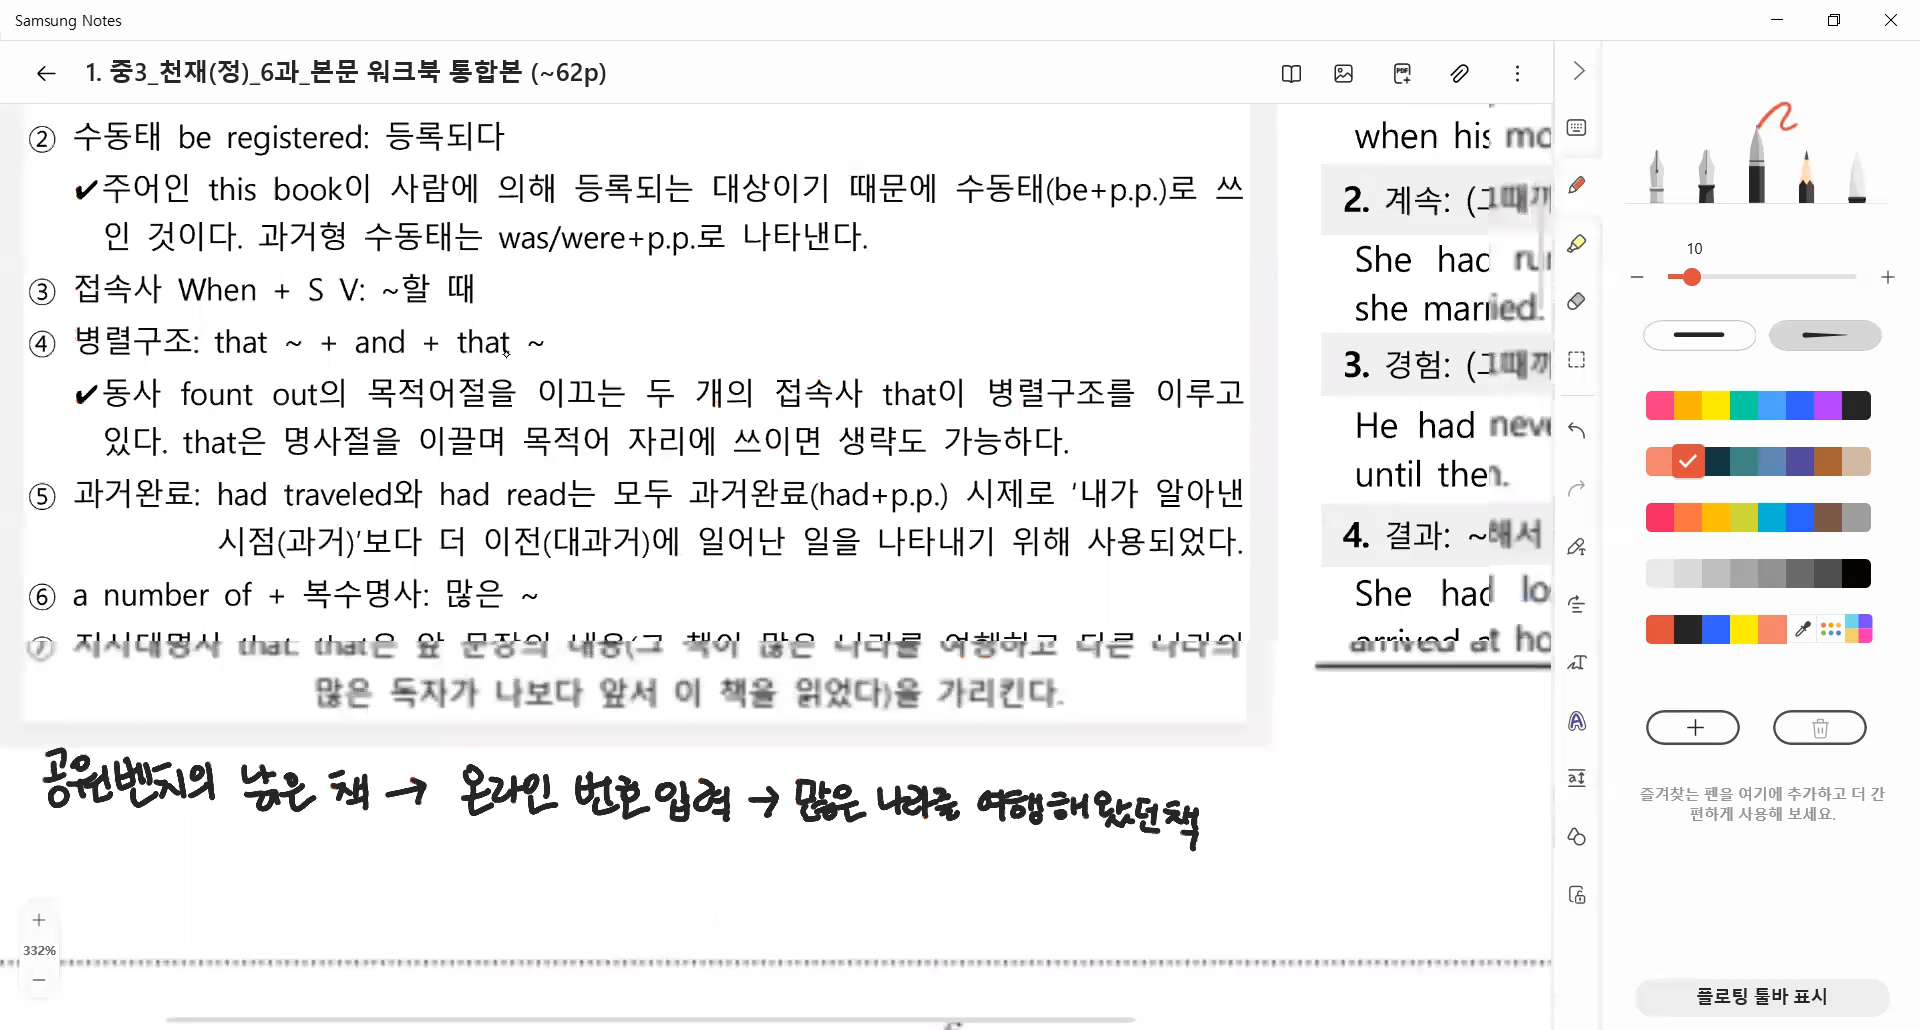 Samsung Notes
1. 중3_천재(정)_6과_본문 워크북 통합본 (~62p)
② 수동태 be registered: 등록되다
✔주어인 this book이 사람에 의해 등록되는 대상이기 때문에 수동태(be+p.p.)로 쓰
인 것이다. 과거형 수동태는 was/were+p.p.로 나타낸다.
③ 접속사 When + S V: ~할 때
④ 병렬구조: that ~ + and + that ~
✔동사 fount out의 목적어절을 이끄는 두 개의 접속사 that이 병렬구조를 이루고
있다. that은 명사절을 이끌며 목적어 자리에 쓰이면 생략도 가능하다.
⑤ 과거완료: had traveled와 had read는 모두 과거완료(had+p.p.) 시제로 '내가 알아낸
시점(과거)'보다 더 이전(대과거)에 일어난 일을 나타내기 위해 사용되었다.
⑥ a number of + 복수명사: 많은 ~
⑦ 지시대명사 that: that은 앞 문장의 내용(그 책이 많은 나라를 여행하고 다른 나라의
많은 독자가 나보다 앞서 이 책을 읽었다)을 가리킨다.
공원벤치의 낡은 책 → 온라인 번호 입력 → 많은 나라를 여행해왔던 책
when his mo
2. 계속: (그때까
She had run
she married.
3. 경험: (그때까
He had neve
until then.
4. 결과: ~해서
She had lo
arrived at ho
332%
10
즐겨찾는 펜을 여기에 추가하고 더 간
편하게 사용해 보세요.
플로팅 툴바 표시